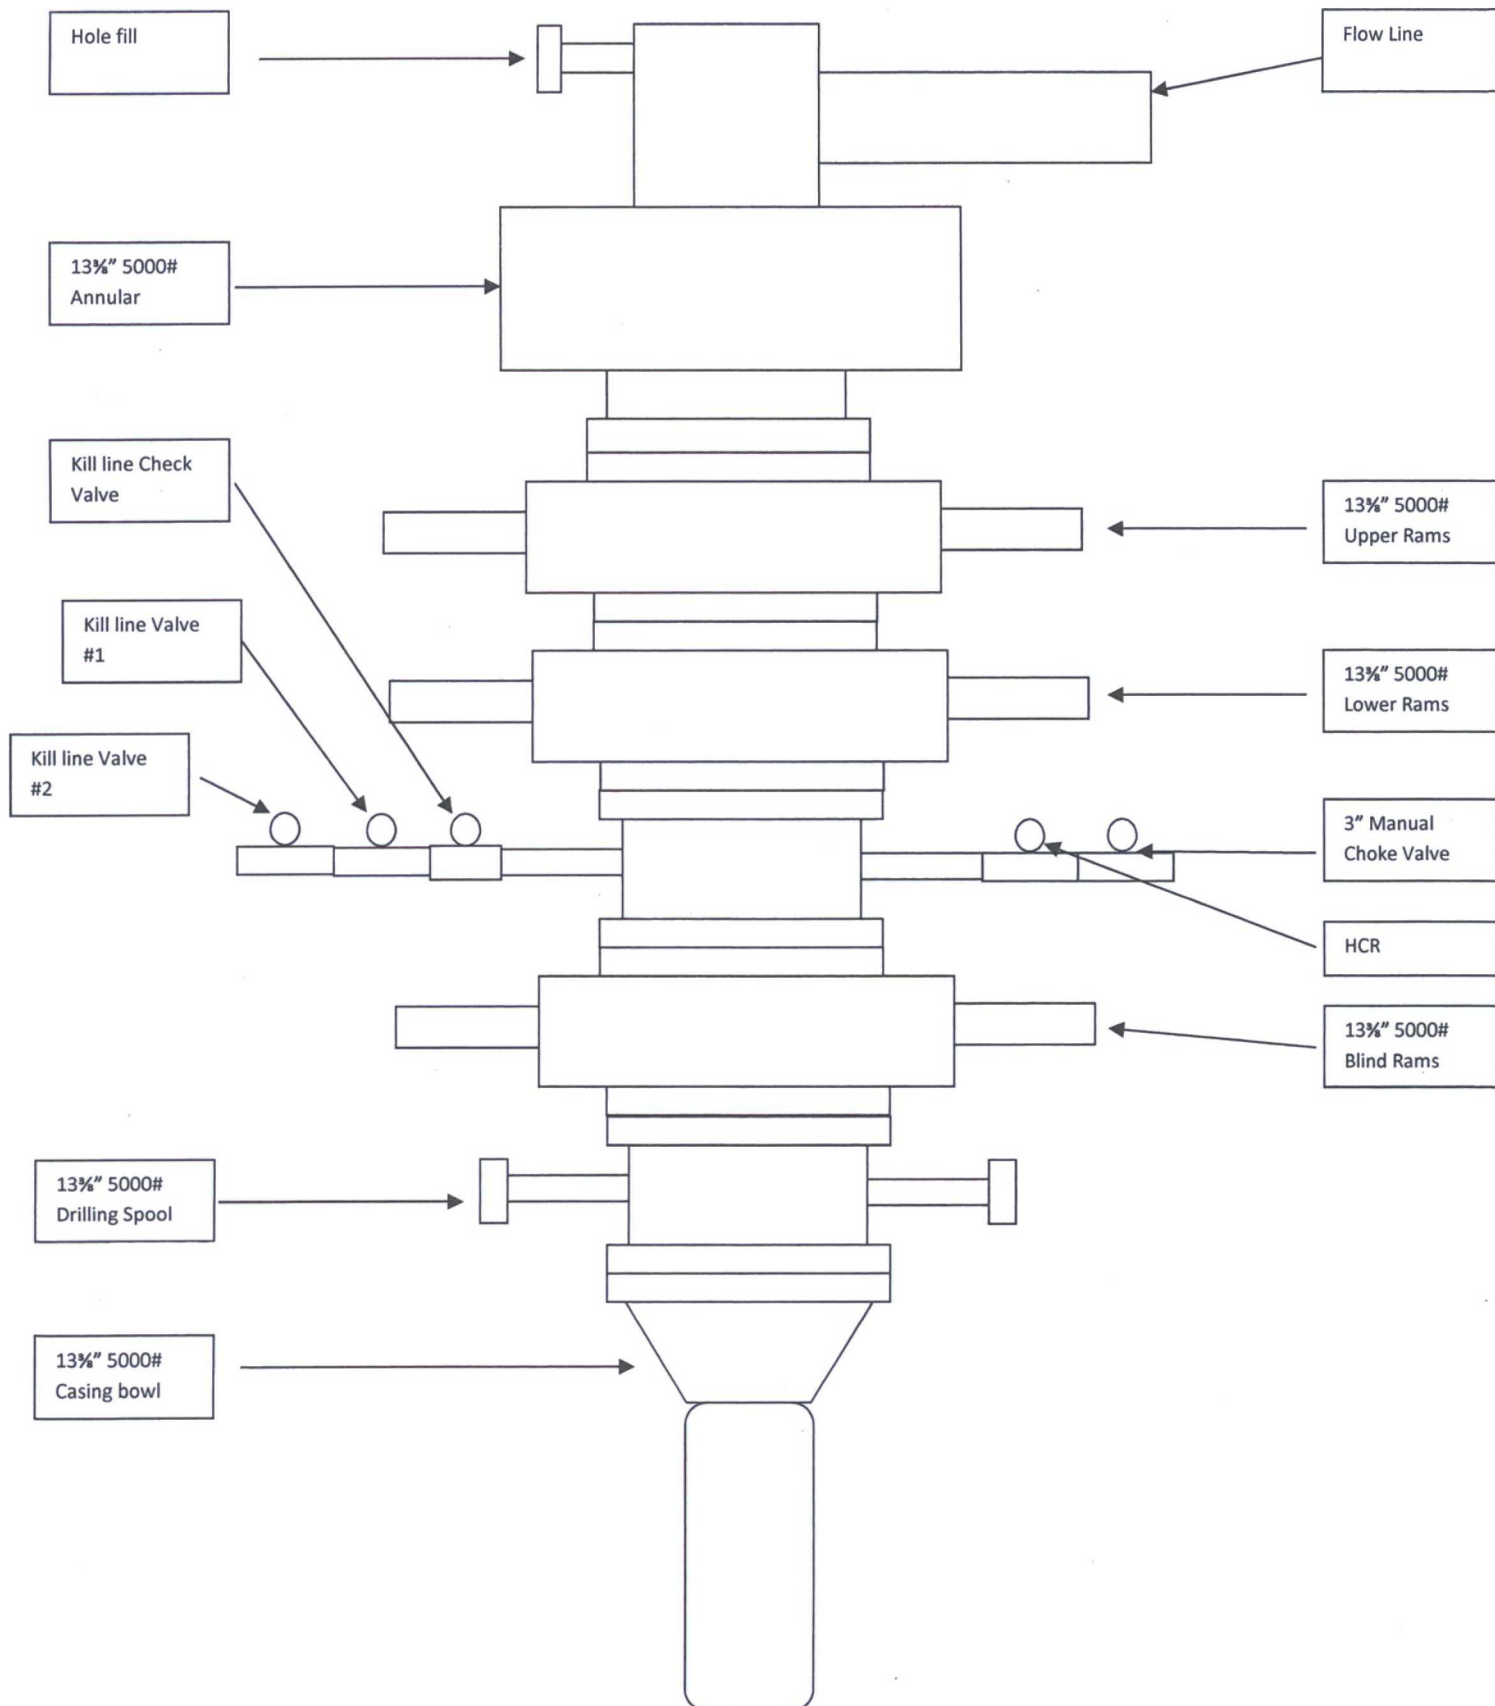 Hole fill
Flow Line
13⅝” 5000#
Annular
Kill line Check
Valve
13⅝” 5000#
Upper Rams
Kill line Valve
#1
13⅝” 5000#
Lower Rams
Kill line Valve
#2
3” Manual
Choke Valve
HCR
13⅝” 5000#
Blind Rams
13⅝” 5000#
Drilling Spool
13⅝” 5000#
Casing bowl